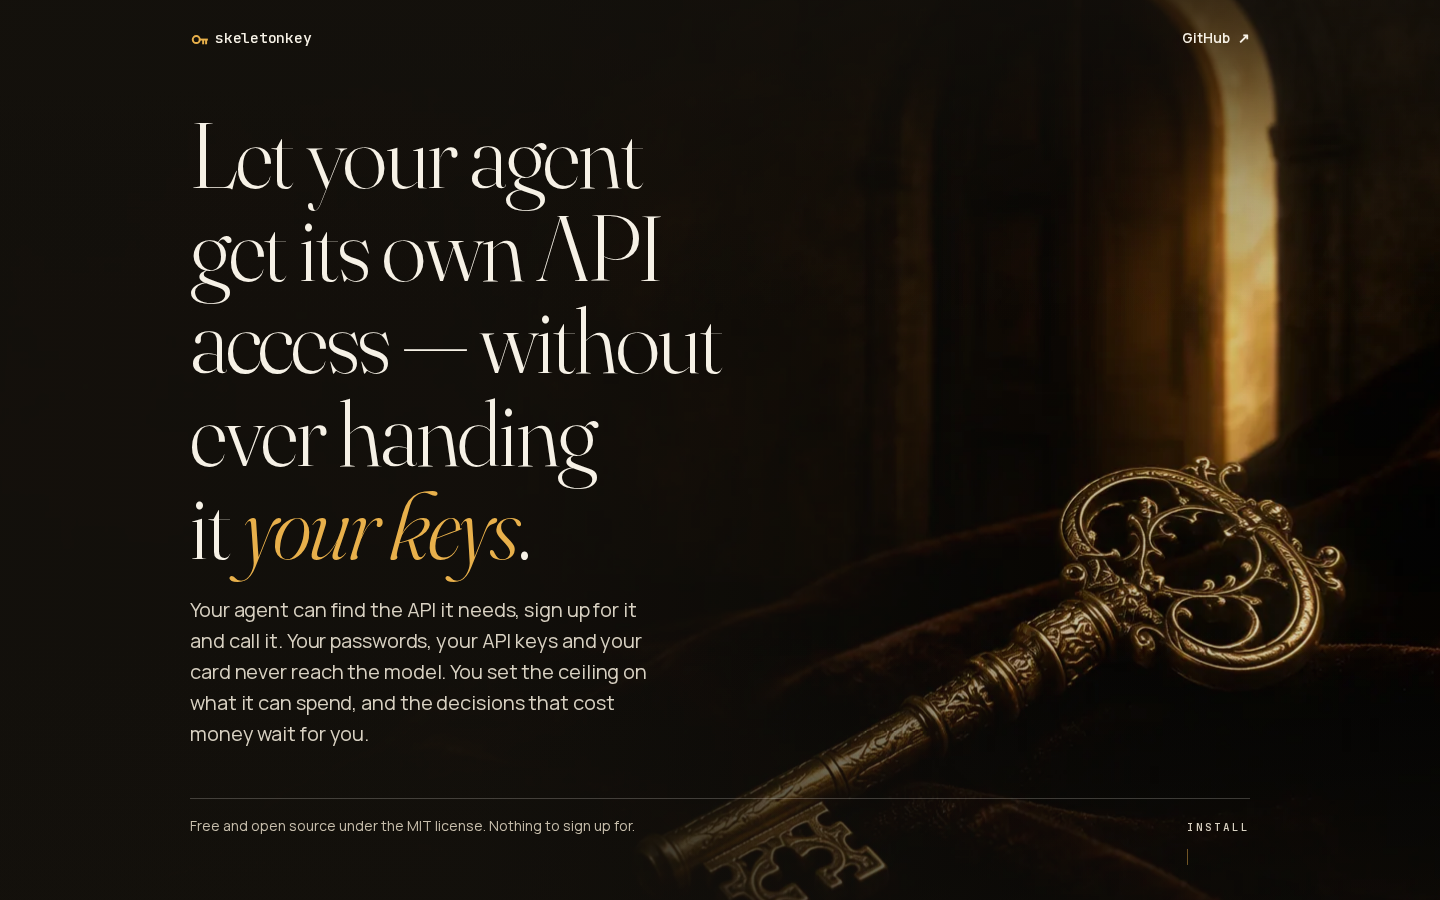 skeletonkey
GitHub ↗
Let your agent
get its own API
access — without
ever handing
it your keys.
Your agent can find the API it needs, sign up for it
and call it. Your passwords, your API keys and your
card never reach the model. You set the ceiling on
what it can spend, and the decisions that cost
money wait for you.
Free and open source under the MIT license. Nothing to sign up for.
INSTALL